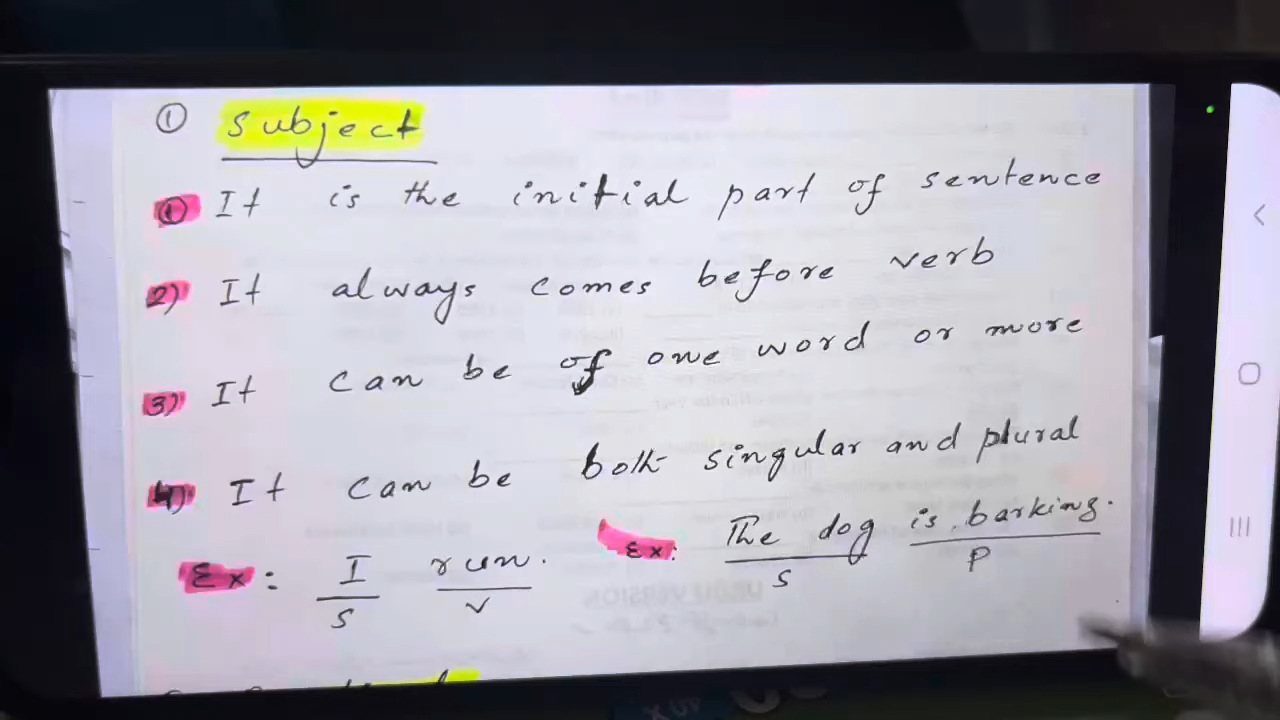 ① Subject
① It is the initial part of sentence
2) It always comes before verb
3) It can be of one word or more
4) It can be both singular and plural
Ex: I run. Ex: The dog is barking.
S V S P